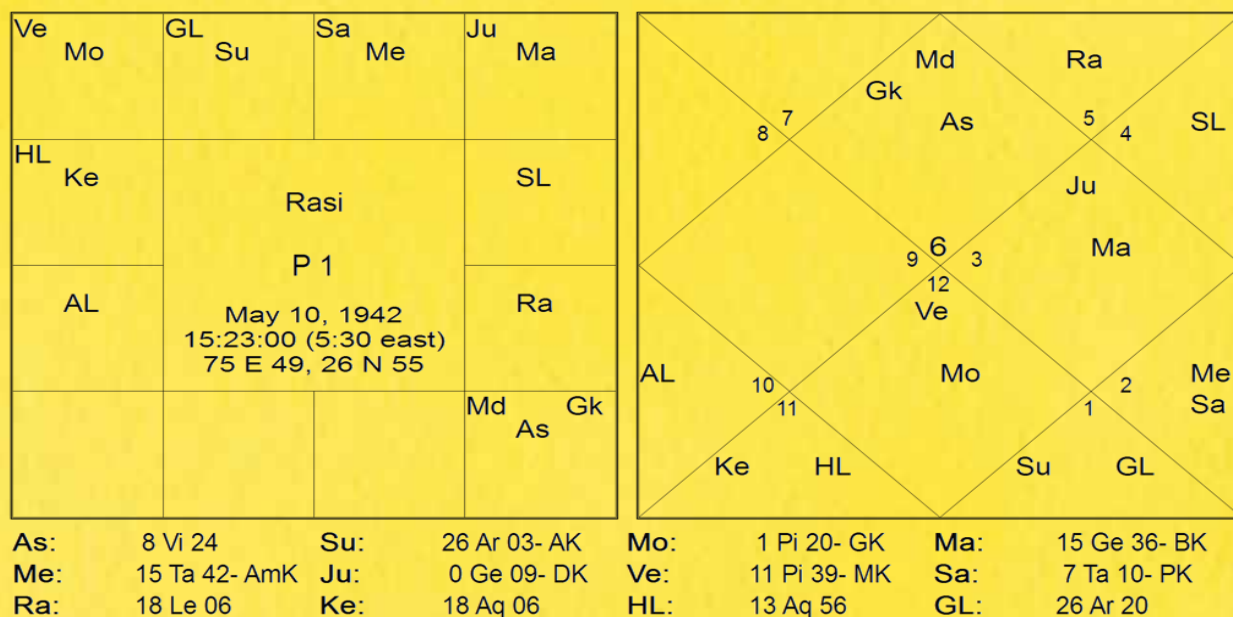 Ve GL Sa Ju
Mo Su Me Ma
HL
Ke SL
Rasi
P 1
AL Ra
May 10, 1942
15:23:00 (5:30 east)
75 E 49, 26 N 55
Md Gk
As
Md Ra
Gk
7 5
As SL
8 4
Ju
6 Ma
9 3
12
Ve
AL Mo Me
10 2
Sa
11 1
Ke HL Su GL
As: 8 Vi 24 Su: 26 Ar 03- AK Mo: 1 Pi 20- GK Ma: 15 Ge 36- BK
Me: 15 Ta 42- AmK Ju: 0 Ge 09- DK Ve: 11 Pi 39- MK Sa: 7 Ta 10- PK
Ra: 18 Le 06 Ke: 18 Aq 06 HL: 13 Aq 56 GL: 26 Ar 20